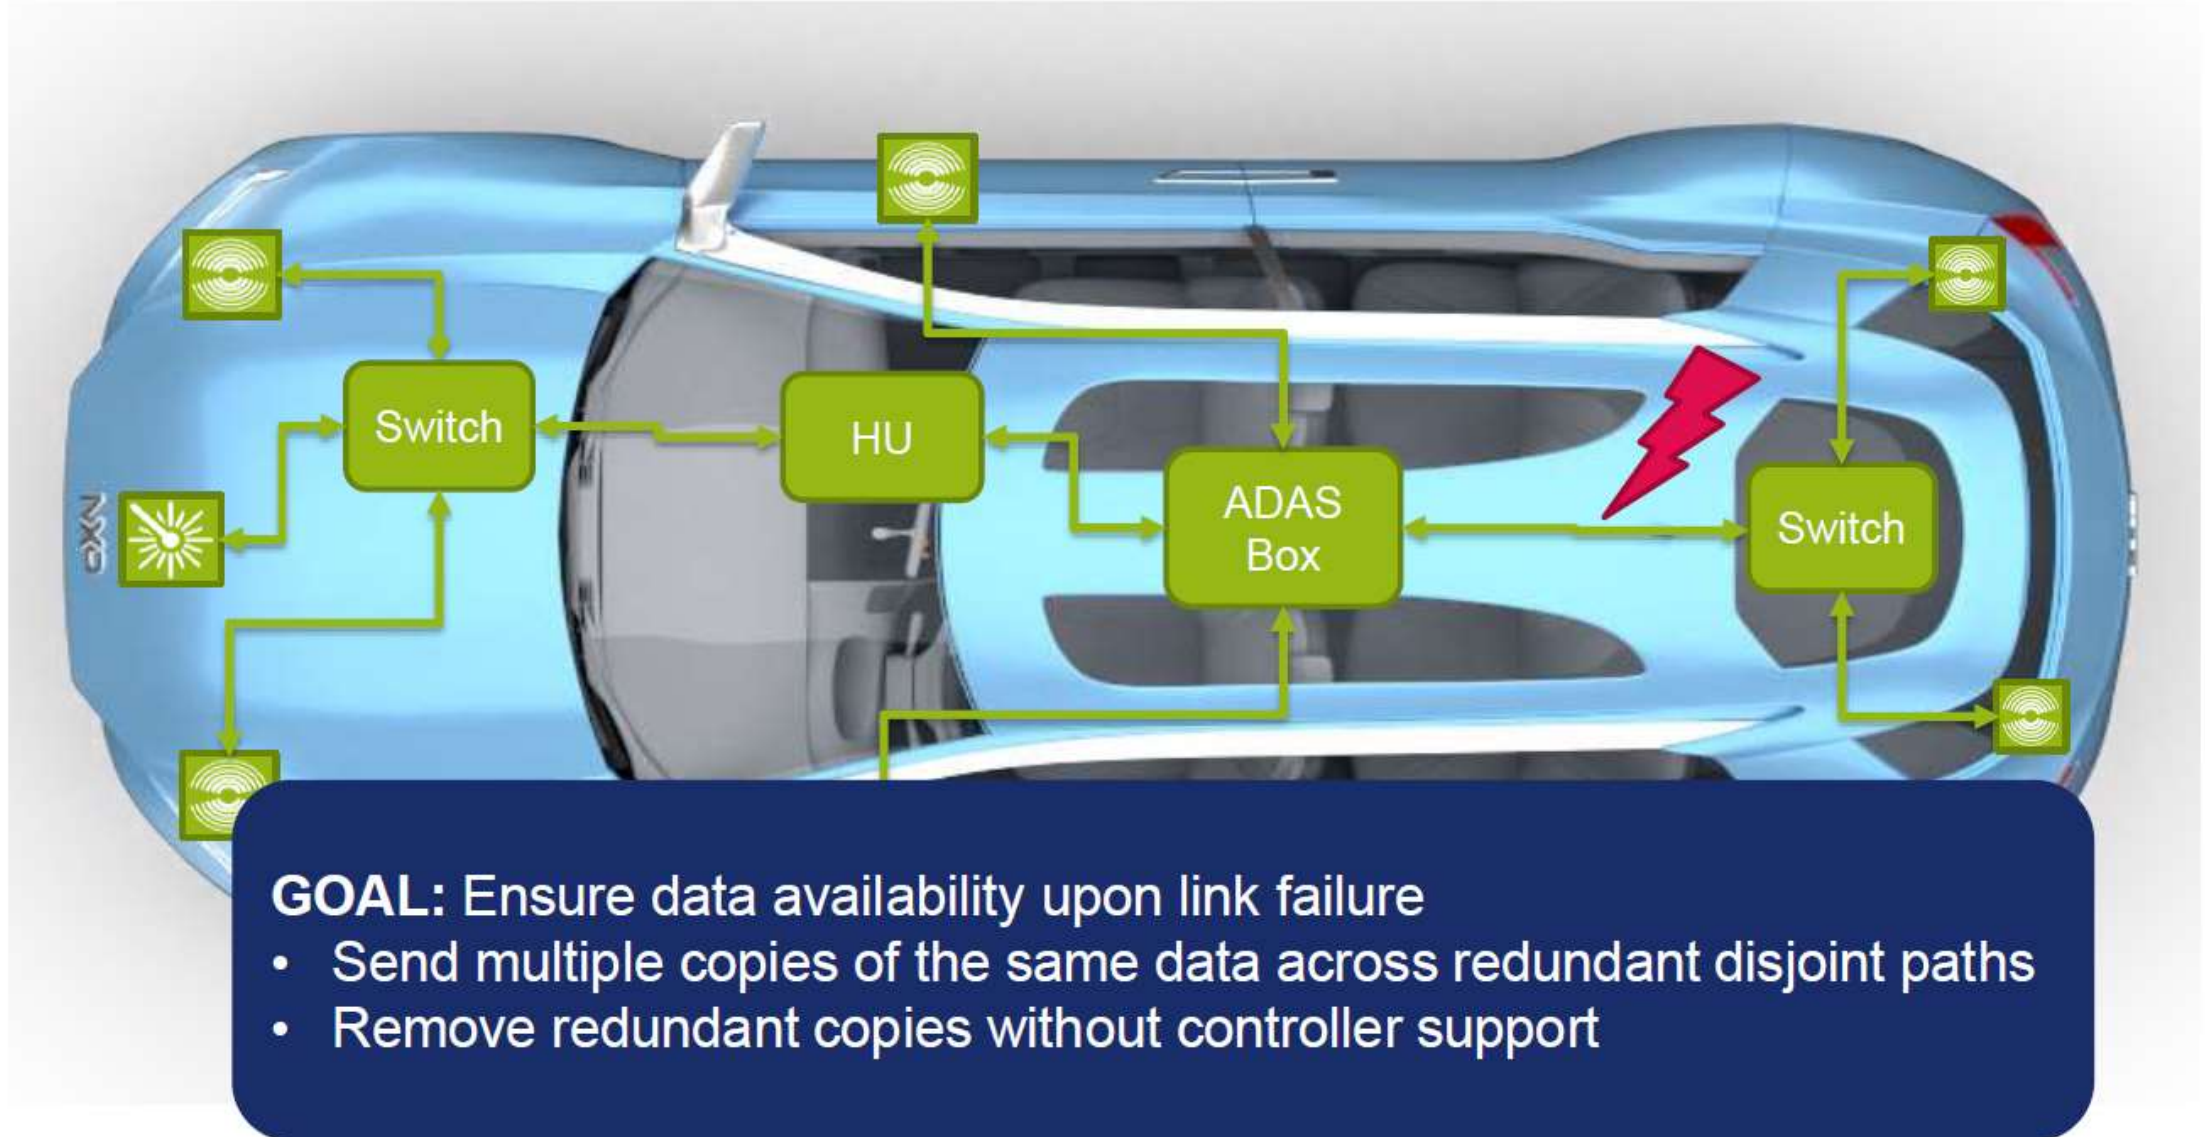 NXP
Switch
HU
ADAS
Box
Switch
GOAL: Ensure data availability upon link failure
• Send multiple copies of the same data across redundant disjoint paths
• Remove redundant copies without controller support